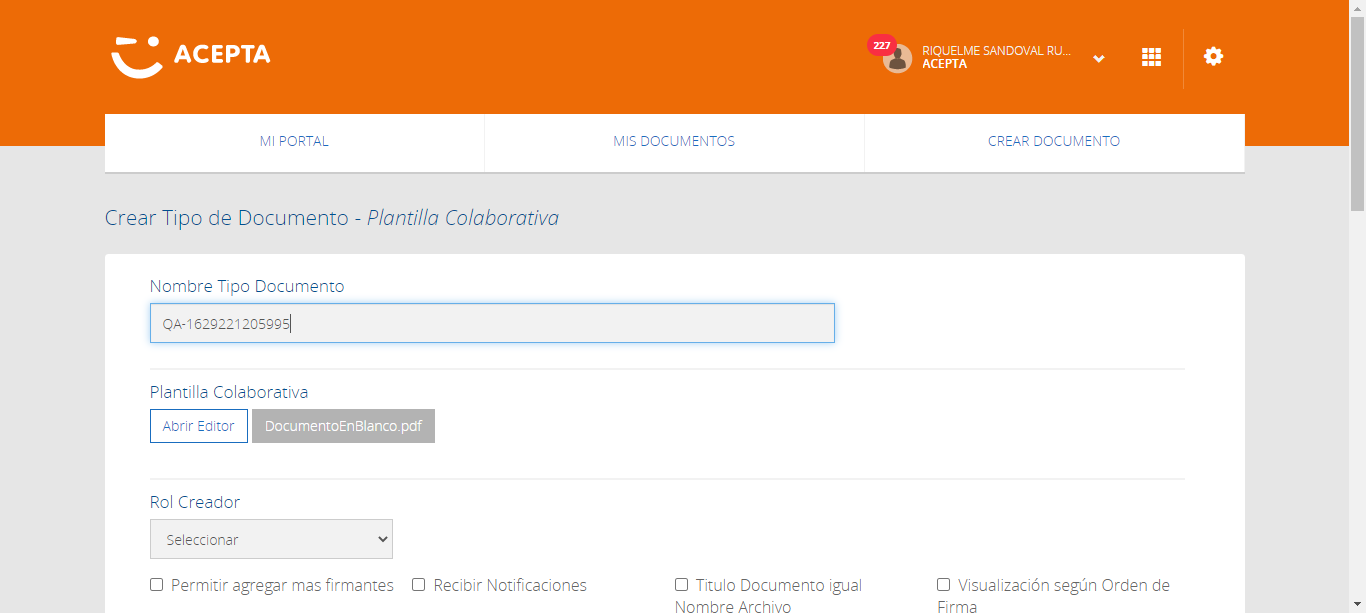 ACEPTA
227
RIQUELME SANDOVAL RU...
ACEPTA
MI PORTAL
MIS DOCUMENTOS
CREAR DOCUMENTO
Crear Tipo de Documento - Plantilla Colaborativa
Nombre Tipo Documento
QA-1629221205995
Plantilla Colaborativa
Abrir Editor
DocumentoEnBlanco.pdf
Rol Creador
Seleccionar
Permitir agregar mas firmantes
Recibir Notificaciones
Titulo Documento igual
Nombre Archivo
Visualización según Orden de
Firma